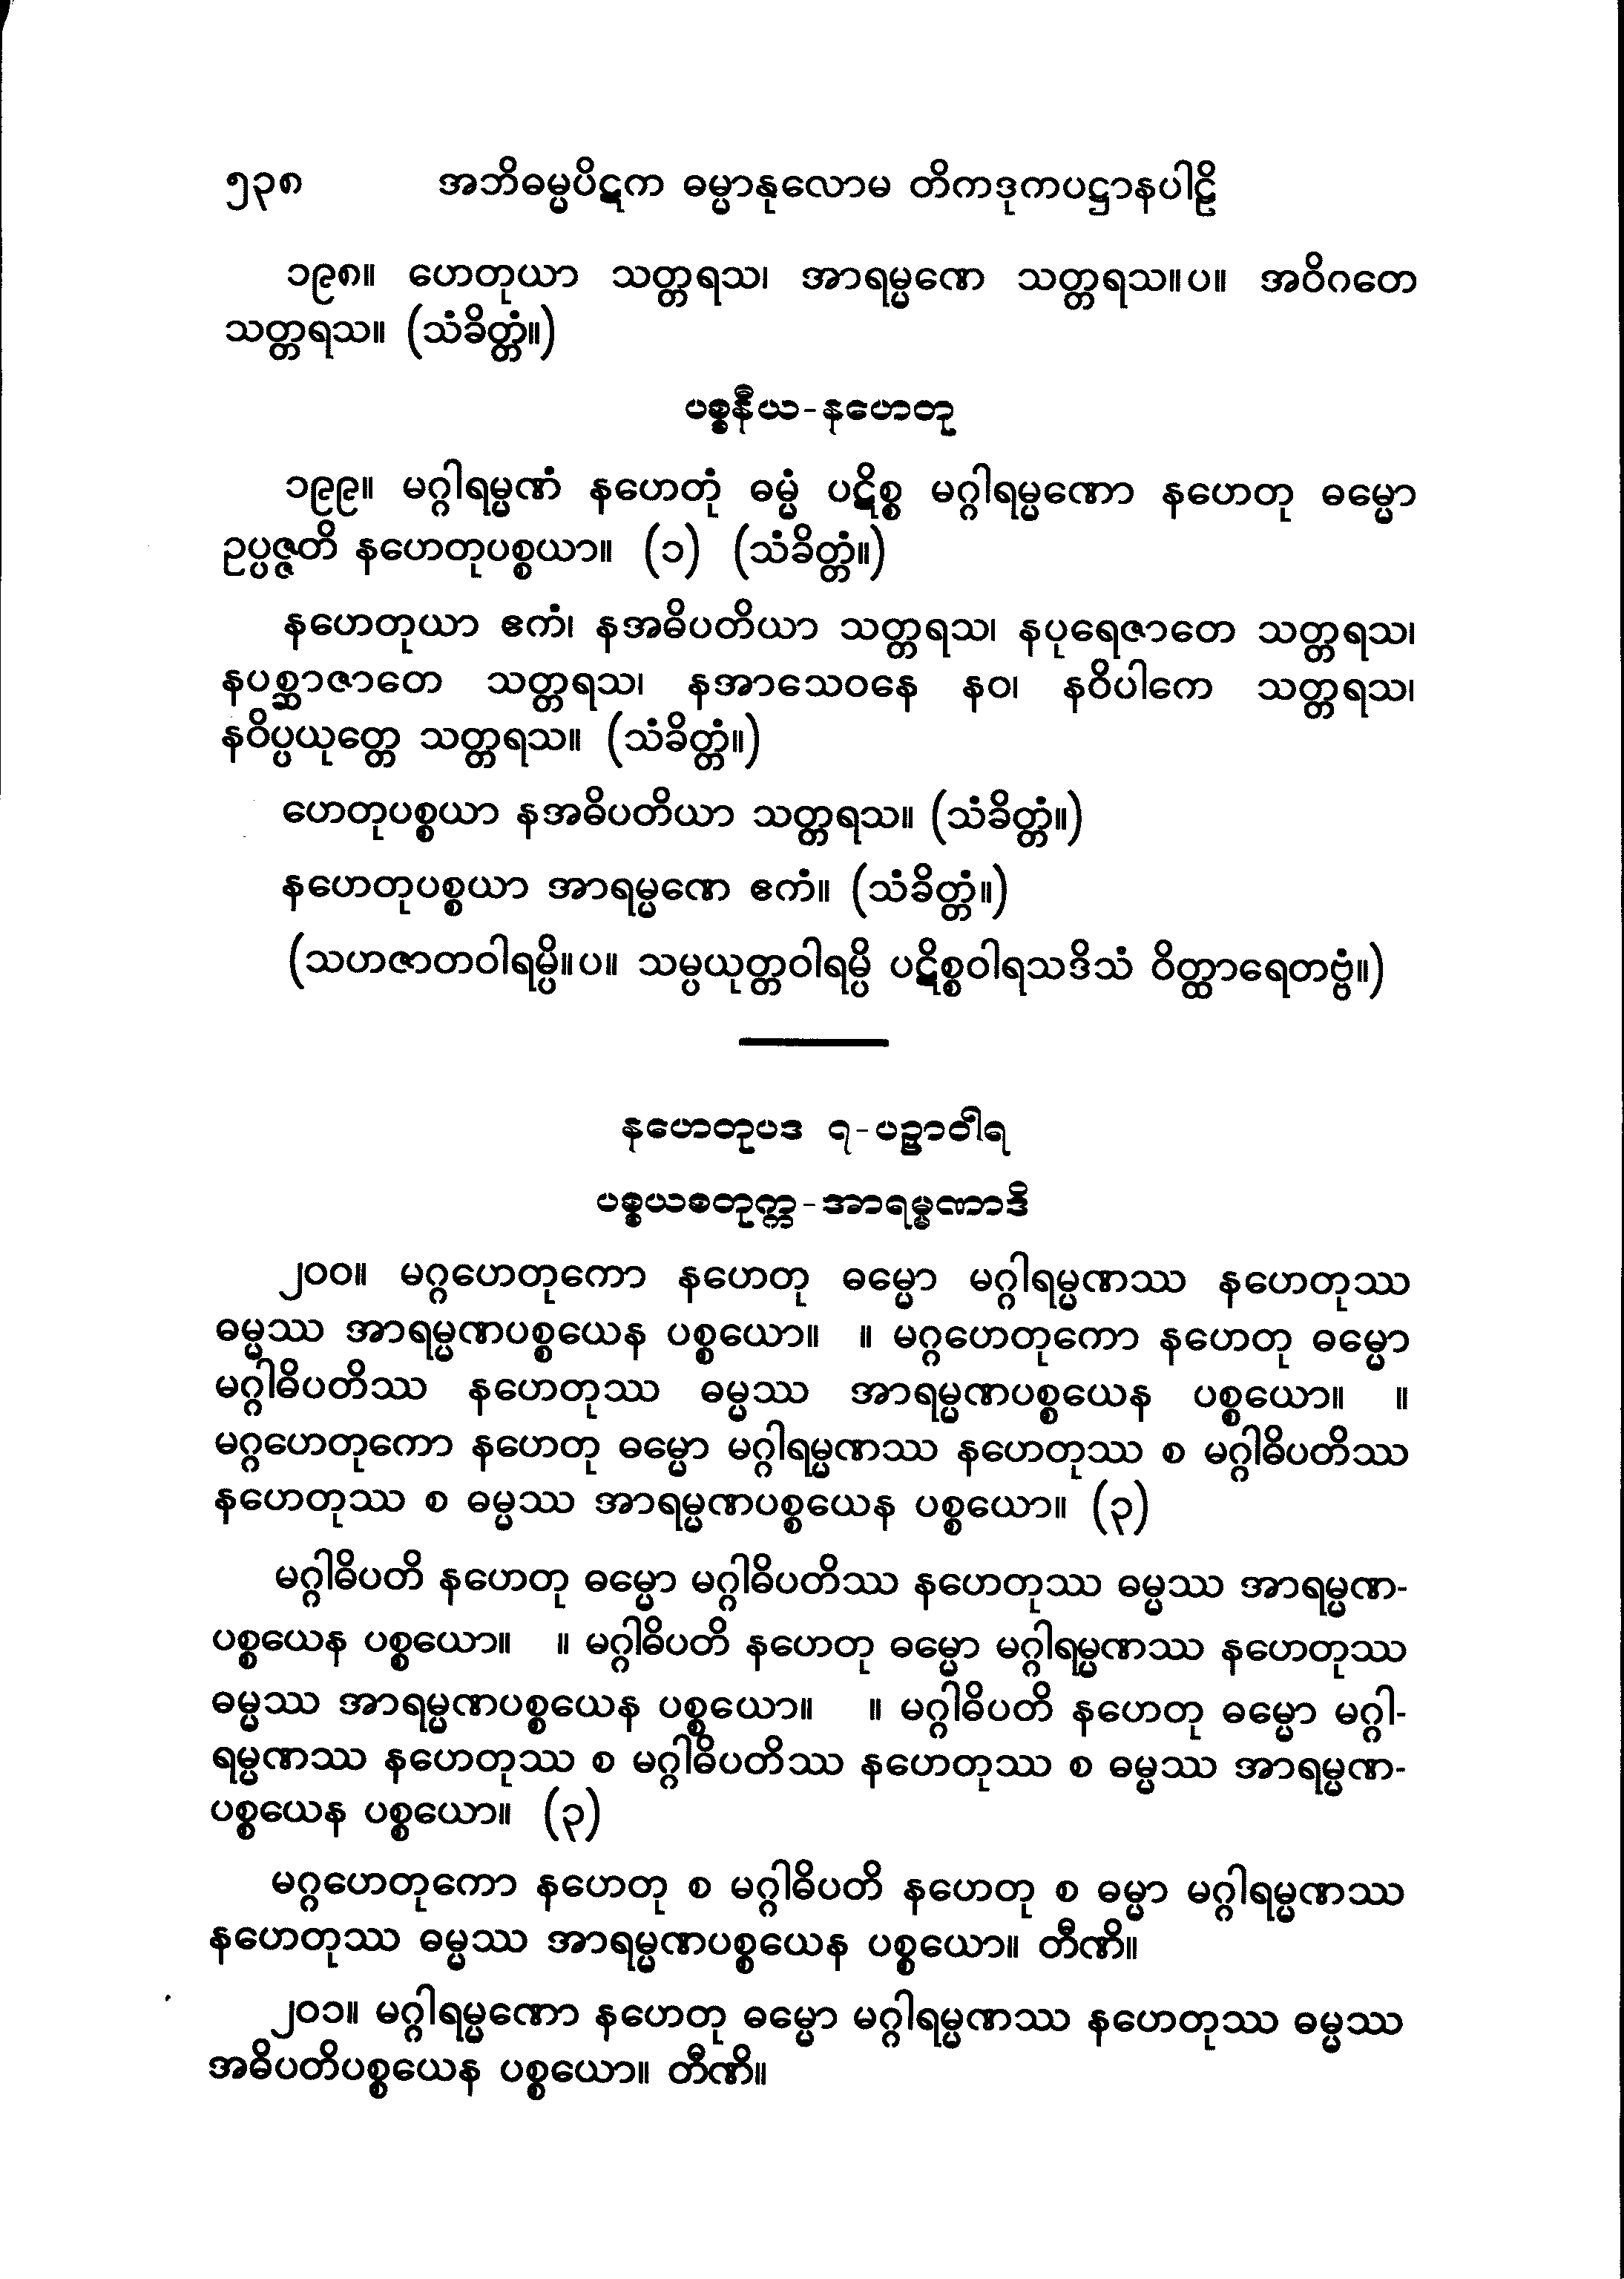 ၅၃၈ အဘိဓမ္မပိဋက ဓမ္မာနုလောမ တိကဒုကပဋ္ဌာနပါဠိ
၁၉၈။ ဟေတုယာ သတ္တရသ၊ အာရမ္မဏေ သတ္တရသ။ပ။ အဝိဂတေ
သတ္တရသ။ (သံခိတ္တံ။)
ပစ္စနီယ-နဟေတု
၁၉၉။ မဂ္ဂါရမ္မဏံ နဟေတုံ ဓမ္မံ ပဋိစ္စ မဂ္ဂါရမ္မဏော နဟေတု ဓမ္မော
ဥပ္ပဇ္ဇတိ နဟေတုပစ္စယာ။ (၁) (သံခိတ္တံ။)
နဟေတုယာ ဧကံ၊ နအဓိပတိယာ သတ္တရသ၊ နပုရေဇာတေ သတ္တရသ၊
နပစ္ဆာဇာတေ သတ္တရသ၊ နအာသေဝနေ နဝ၊ နဝိပါကေ သတ္တရသ၊
နဝိပ္ပယုတ္တေ သတ္တရသ။ (သံခိတ္တံ။)
ဟေတုပစ္စယာ နအဓိပတိယာ သတ္တရသ။ (သံခိတ္တံ။)
နဟေတုပစ္စယာ အာရမ္မဏေ ဧကံ။ (သံခိတ္တံ။)
(သဟဇာတဝါရမ္ပိ။ပ။ သမ္ပယုတ္တဝါရမ္ပိ ပဋိစ္စဝါရသဒိသံ ဝိတ္ထာရေတဗ္ဗံ။)
နဟေတုပဒ ၇-ပဉှာဝါရ
ပစ္စယစတုက္က-အာရမ္မဏာဒိ
၂၀၀။ မဂ္ဂဟေတုကော နဟေတု ဓမ္မော မဂ္ဂါရမ္မဏဿ နဟေတုဿ
ဓမ္မဿ အာရမ္မဏပစ္စယေန ပစ္စယော။ ။ မဂ္ဂဟေတုကော နဟေတု ဓမ္မော
မဂ္ဂါဓိပတိဿ နဟေတုဿ ဓမ္မဿ အာရမ္မဏပစ္စယေန ပစ္စယော။ ။
မဂ္ဂဟေတုကော နဟေတု ဓမ္မော မဂ္ဂါရမ္မဏဿ နဟေတုဿ စ မဂ္ဂါဓိပတိဿ
နဟေတုဿ စ ဓမ္မဿ အာရမ္မဏပစ္စယေန ပစ္စယော။ (၃)
မဂ္ဂါဓိပတိ နဟေတု ဓမ္မော မဂ္ဂါဓိပတိဿ နဟေတုဿ ဓမ္မဿ အာရမ္မဏ-
ပစ္စယေန ပစ္စယော။ ။ မဂ္ဂါဓိပတိ နဟေတု ဓမ္မော မဂ္ဂါရမ္မဏဿ နဟေတုဿ
ဓမ္မဿ အာရမ္မဏပစ္စယေန ပစ္စယော။ ။ မဂ္ဂါဓိပတိ နဟေတု ဓမ္မော မဂ္ဂါ-
ရမ္မဏဿ နဟေတုဿ စ မဂ္ဂါဓိပတိဿ နဟေတုဿ စ ဓမ္မဿ အာရမ္မဏ-
ပစ္စယေန ပစ္စယော။ (၃)
မဂ္ဂဟေတုကော နဟေတု စ မဂ္ဂါဓိပတိ နဟေတု စ ဓမ္မာ မဂ္ဂါရမ္မဏဿ
နဟေတုဿ ဓမ္မဿ အာရမ္မဏပစ္စယေန ပစ္စယော။ တီဏိ။
၂၀၁။ မဂ္ဂါရမ္မဏော နဟေတု ဓမ္မော မဂ္ဂါရမ္မဏဿ နဟေတုဿ ဓမ္မဿ
အဓိပတိပစ္စယေန ပစ္စယော။ တီဏိ။